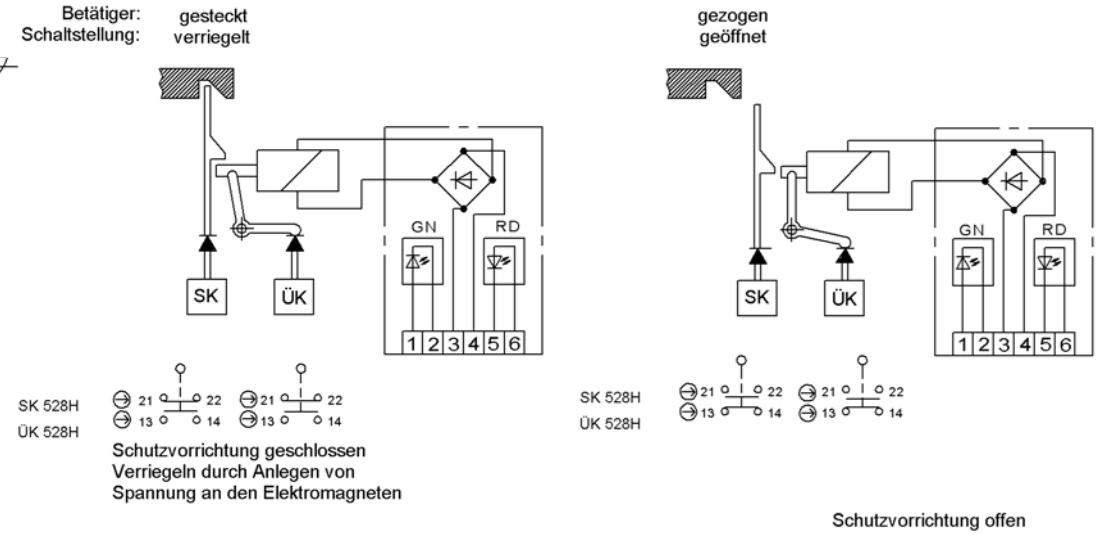 Betätiger: gesteckt
Schaltstellung: verriegelt
gezogen
geöffnet
GN RD
SK ÜK
1 2 3 4 5 6
GN RD
SK ÜK
1 2 3 4 5 6
SK 528H
ÜK 528H
21 22 21 22
13 14 13 14
SK 528H
ÜK 528H
21 22 21 22
13 14 13 14
Schutzvorrichtung geschlossen
Verriegeln durch Anlegen von
Spannung an den Elektromagneten
Schutzvorrichtung offen